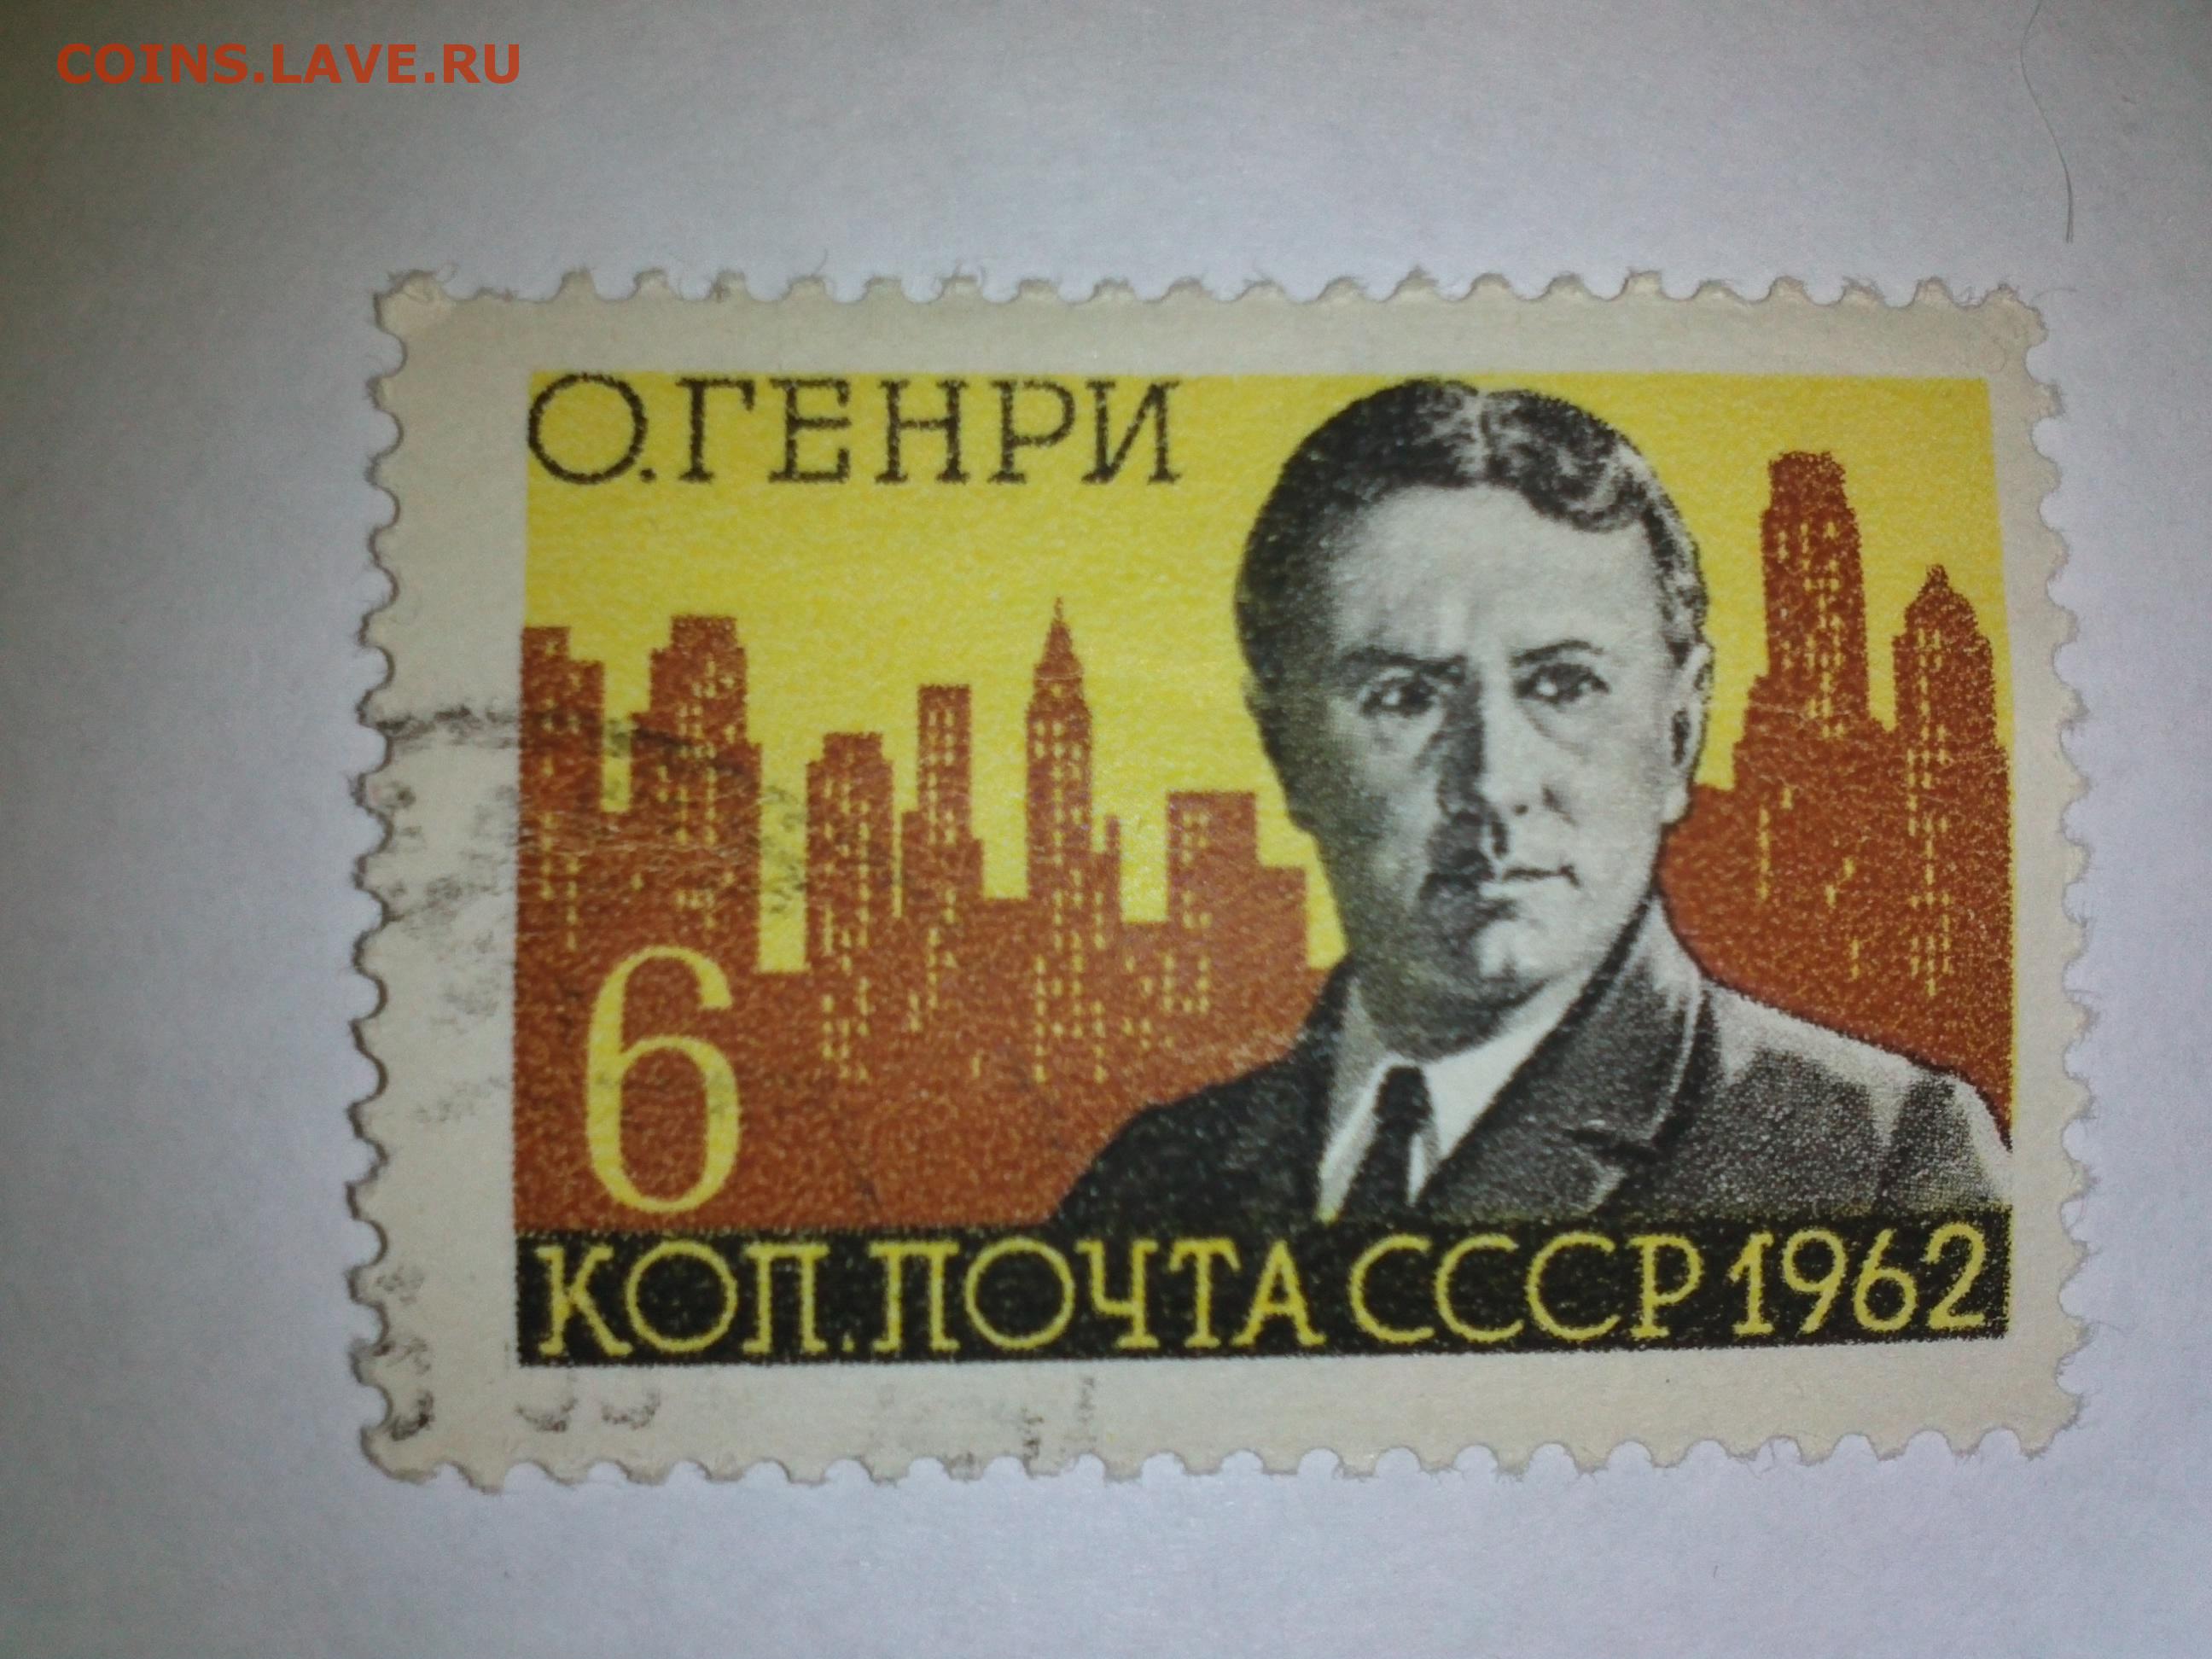 COINS.LAVE.RU
О.ГЕНРИ
6
КОП.ПОЧТА СССР 1962